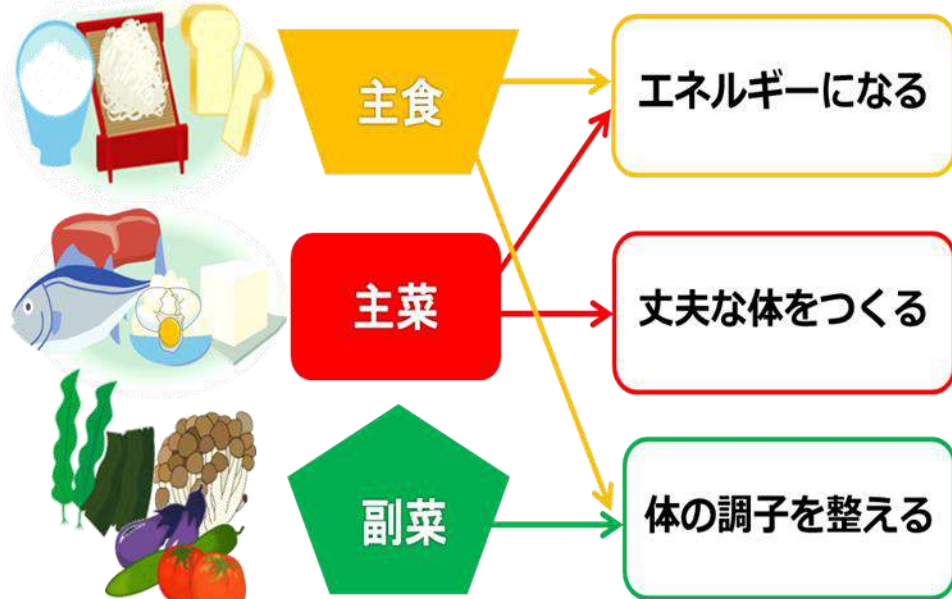 主食
エネルギーになる
主菜
丈夫な体をつくる
副菜
体の調子を整える